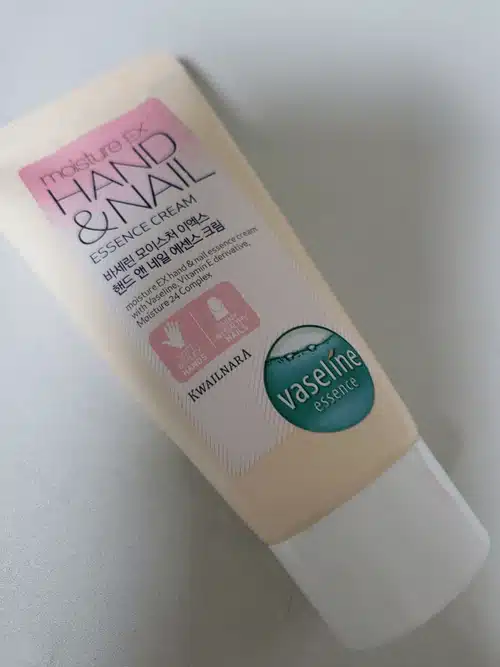 moisture EX
HAND
&NAIL
ESSENCE CREAM
바세린 모이스처 이엑스
핸드 앤 네일 에센스 크림
moisture EX hand & nail essence cream
with Vaseline, Vitamin E derivative,
Moisture 24 Complex
HANDS
NAILS
KWAILNARA
vaseline
essence